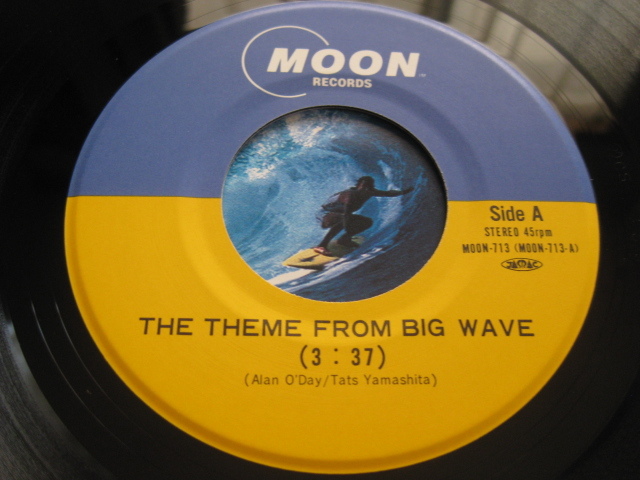 MOON
RECORDS
Side A
STEREO 45rpm
MOON-713 (MOON-713-A)
JASRAC
THE THEME FROM BIG WAVE
(3 : 37)
(Alan O'Day/Tats Yamashita)